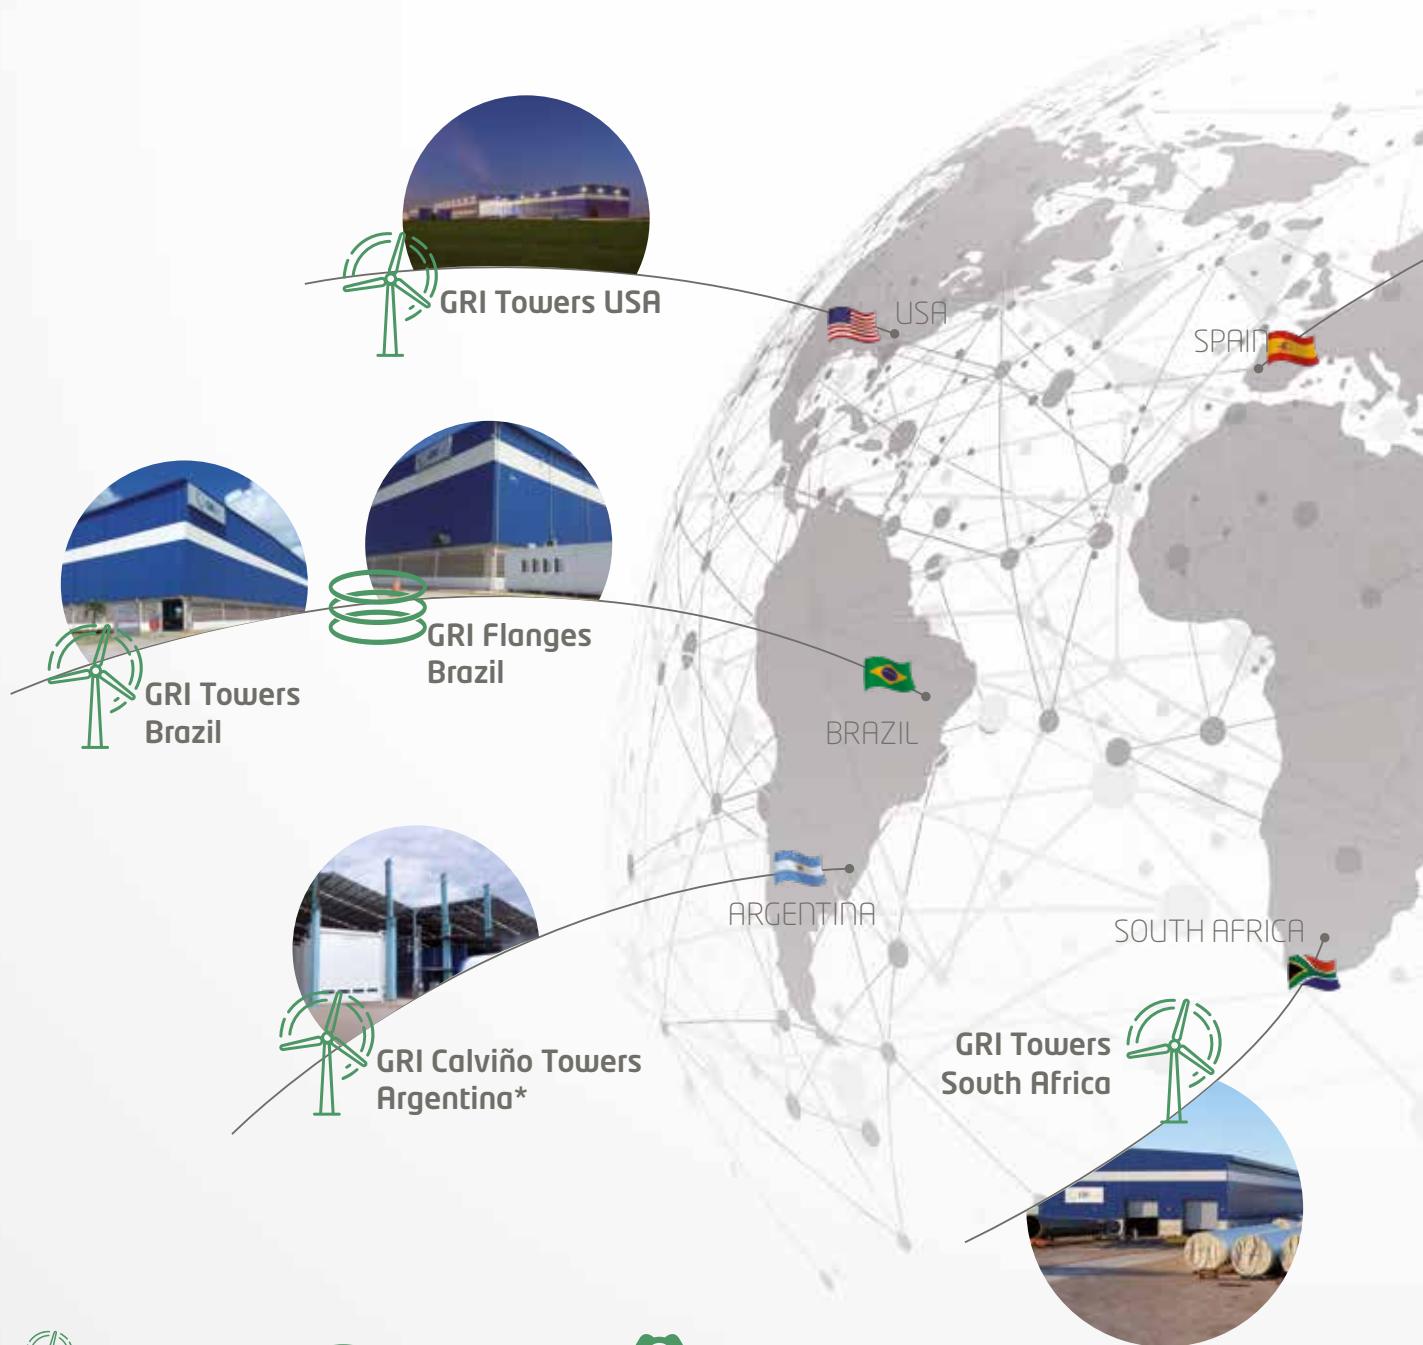 GRI Towers USA
USA
SPAIN
GRI Flanges
Brazil
GRI Towers
Brazil
BRAZIL
ARGENTINA
SOUTH AFRICA
GRI Calviño Towers
Argentina*
GRI Towers
South Africa